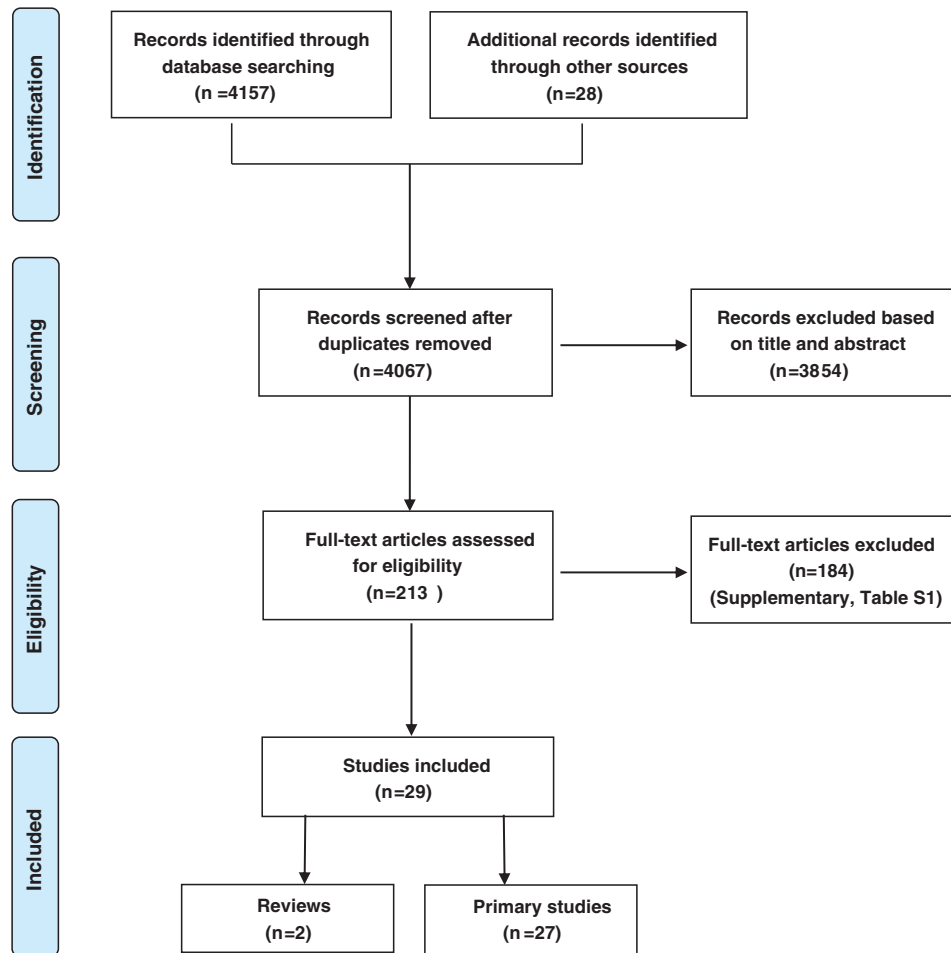 Identification
Records identified through
database searching
(n =4157)
Additional records identified
through other sources
(n=28)
Screening
Records screened after
duplicates removed
(n=4067)
Records excluded based
on title and abstract
(n=3854)
Eligibility
Full-text articles assessed
for eligibility
(n=213 )
Full-text articles excluded
(n=184)
(Supplementary, Table S1)
Included
Studies included
(n=29)
Reviews
(n=2)
Primary studies
(n=27)